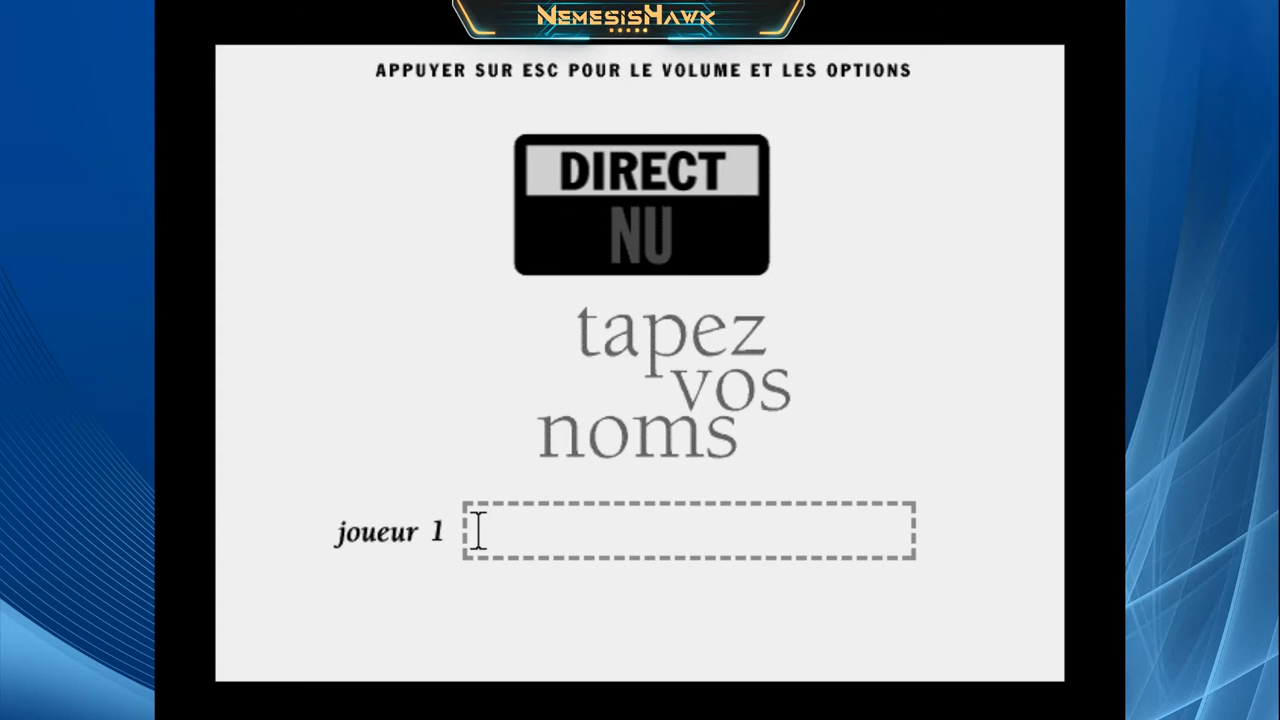 NEMESISHAWK
APPUYER SUR ESC POUR LE VOLUME ET LES OPTIONS
DIRECT
NU
tapez
vos
noms
joueur 1